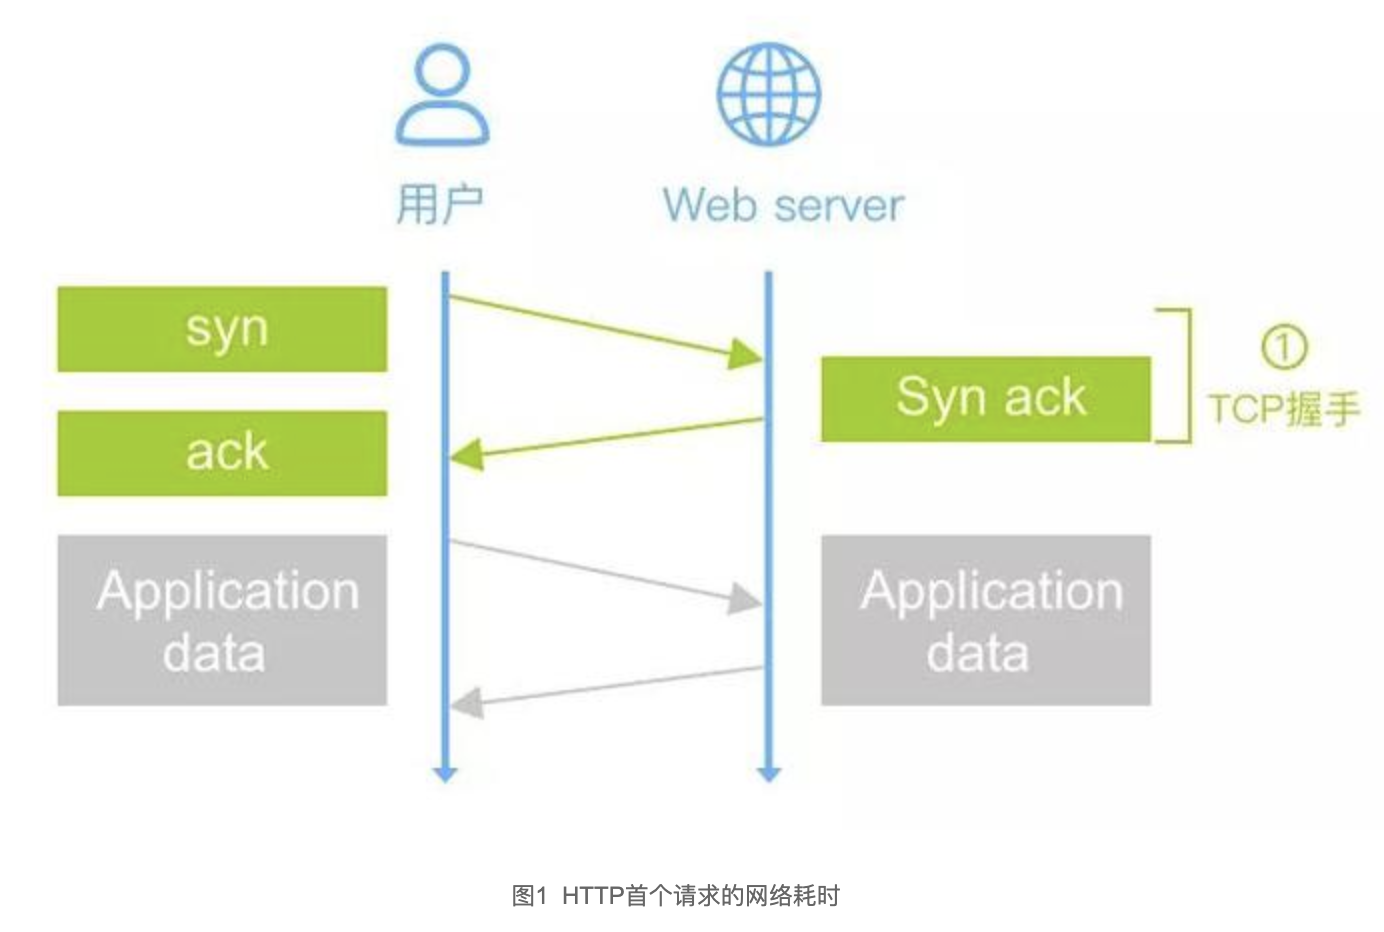 用户
Web server
syn
Syn ack
①
TCP握手
ack
Application
data
Application
data
图1 HTTP首个请求的网络耗时